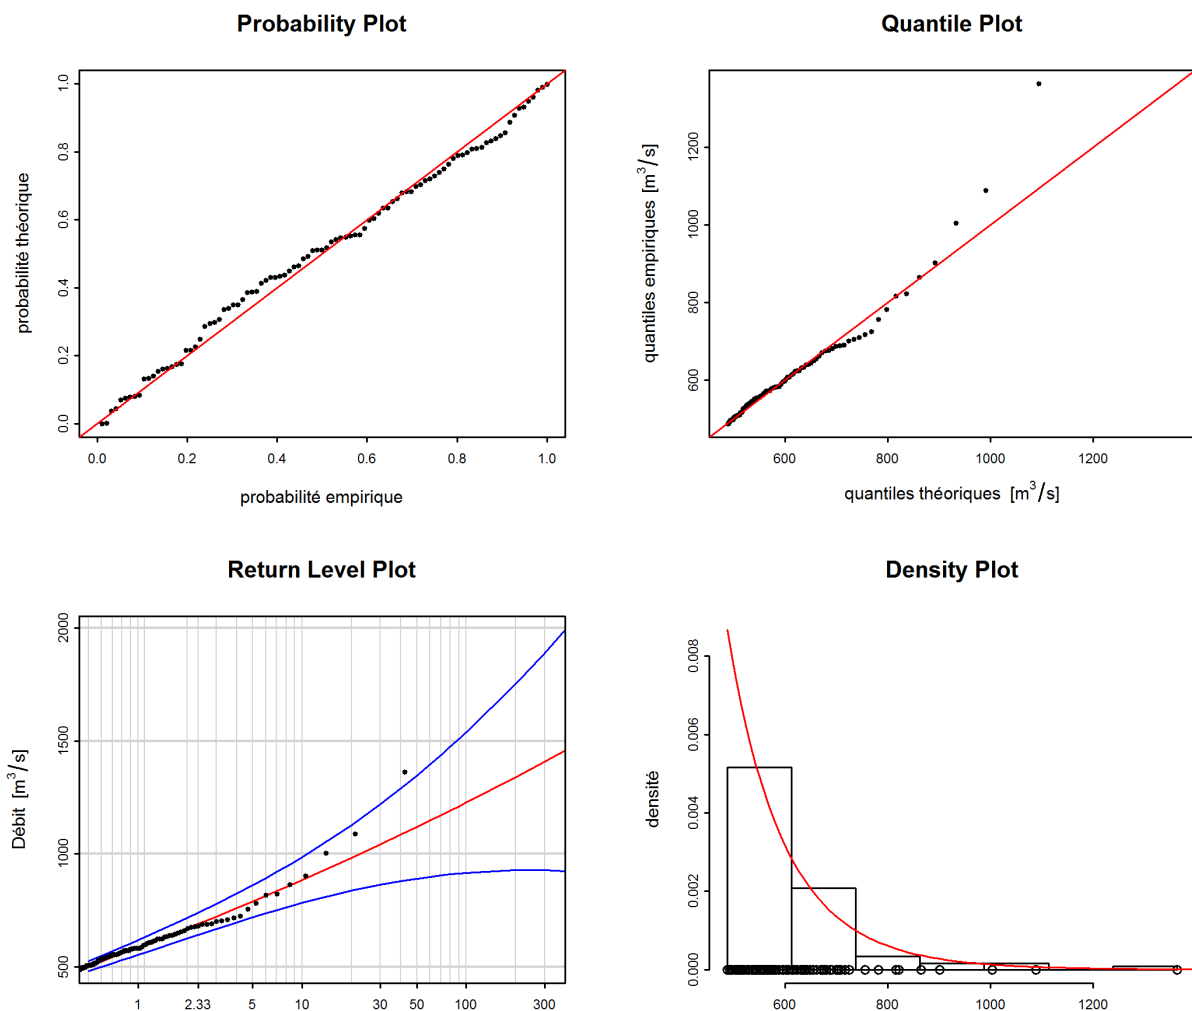 Probability Plot
probabilité théorique
0.0 0.2 0.4 0.6 0.8 1.0
0.0 0.2 0.4 0.6 0.8 1.0
probabilité empirique
Quantile Plot
quantiles empiriques [m³/s]
600 800 1000 1200
600 800 1000 1200
quantiles théoriques [m³/s]
Return Level Plot
Débit [m³/s]
500 1000 1500 2000
1 2.33 5 10 30 50 100 300
Density Plot
densité
0.000 0.002 0.004 0.006 0.008
600 800 1000 1200